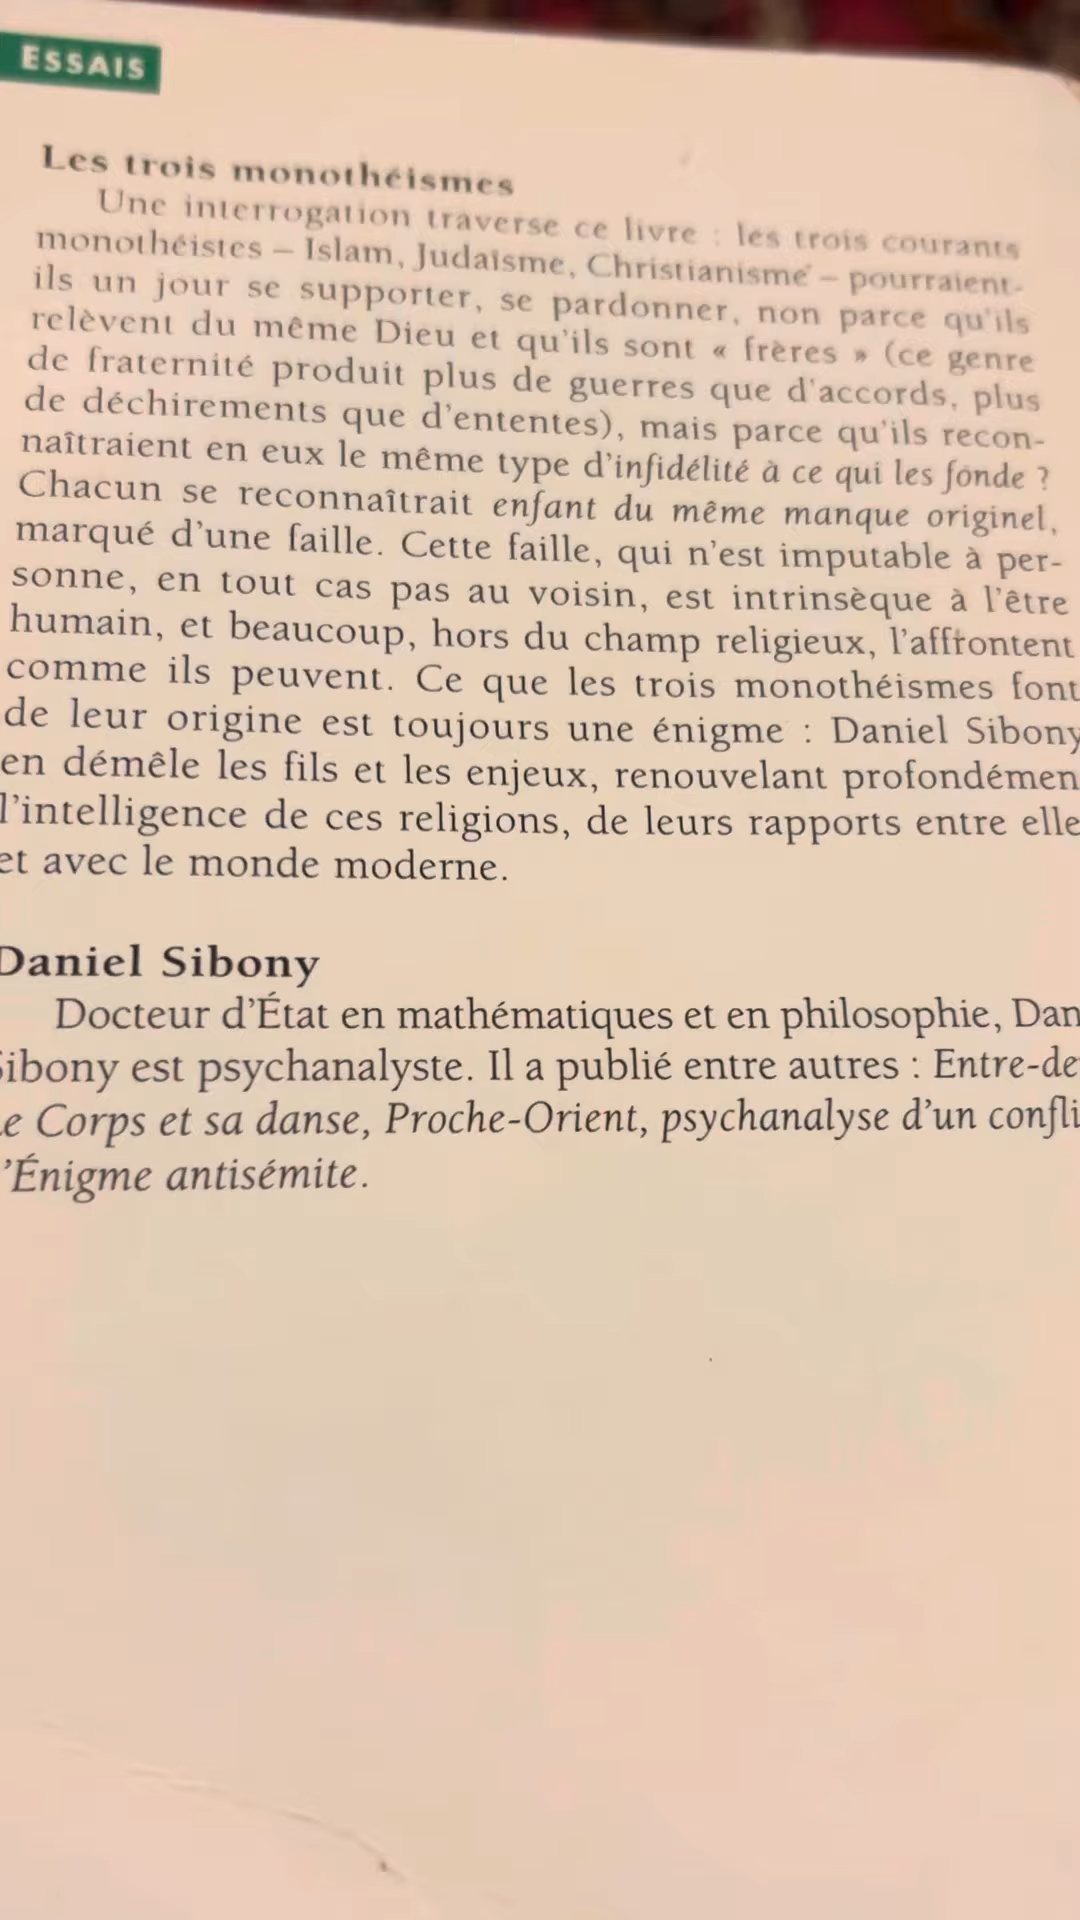 ESSAIS
Les trois monothéismes
Une interrogation traverse ce livre : les trois courants
monothéistes – Islam, Judaïsme, Christianisme – pourraient-
ils un jour se supporter, se pardonner, non parce qu'ils
relèvent du même Dieu et qu'ils sont « frères » (ce genre
de fraternité produit plus de guerres que d'accords, plus
de déchirements que d'ententes), mais parce qu'ils recon-
naîtraient en eux le même type d'infidélité à ce qui les fonde ?
Chacun se reconnaîtrait enfant du même manque originel,
marqué d'une faille. Cette faille, qui n'est imputable à per-
sonne, en tout cas pas au voisin, est intrinsèque à l'être
humain, et beaucoup, hors du champ religieux, l'affrontent
comme ils peuvent. Ce que les trois monothéismes font
de leur origine est toujours une énigme : Daniel Sibony
en démêle les fils et les enjeux, renouvelant profondémen
l'intelligence de ces religions, de leurs rapports entre elle
et avec le monde moderne.
Daniel Sibony
Docteur d'État en mathématiques et en philosophie, Dan
Sibony est psychanalyste. Il a publié entre autres : Entre-de
Le Corps et sa danse, Proche-Orient, psychanalyse d'un confli
'Énigme antisémite.